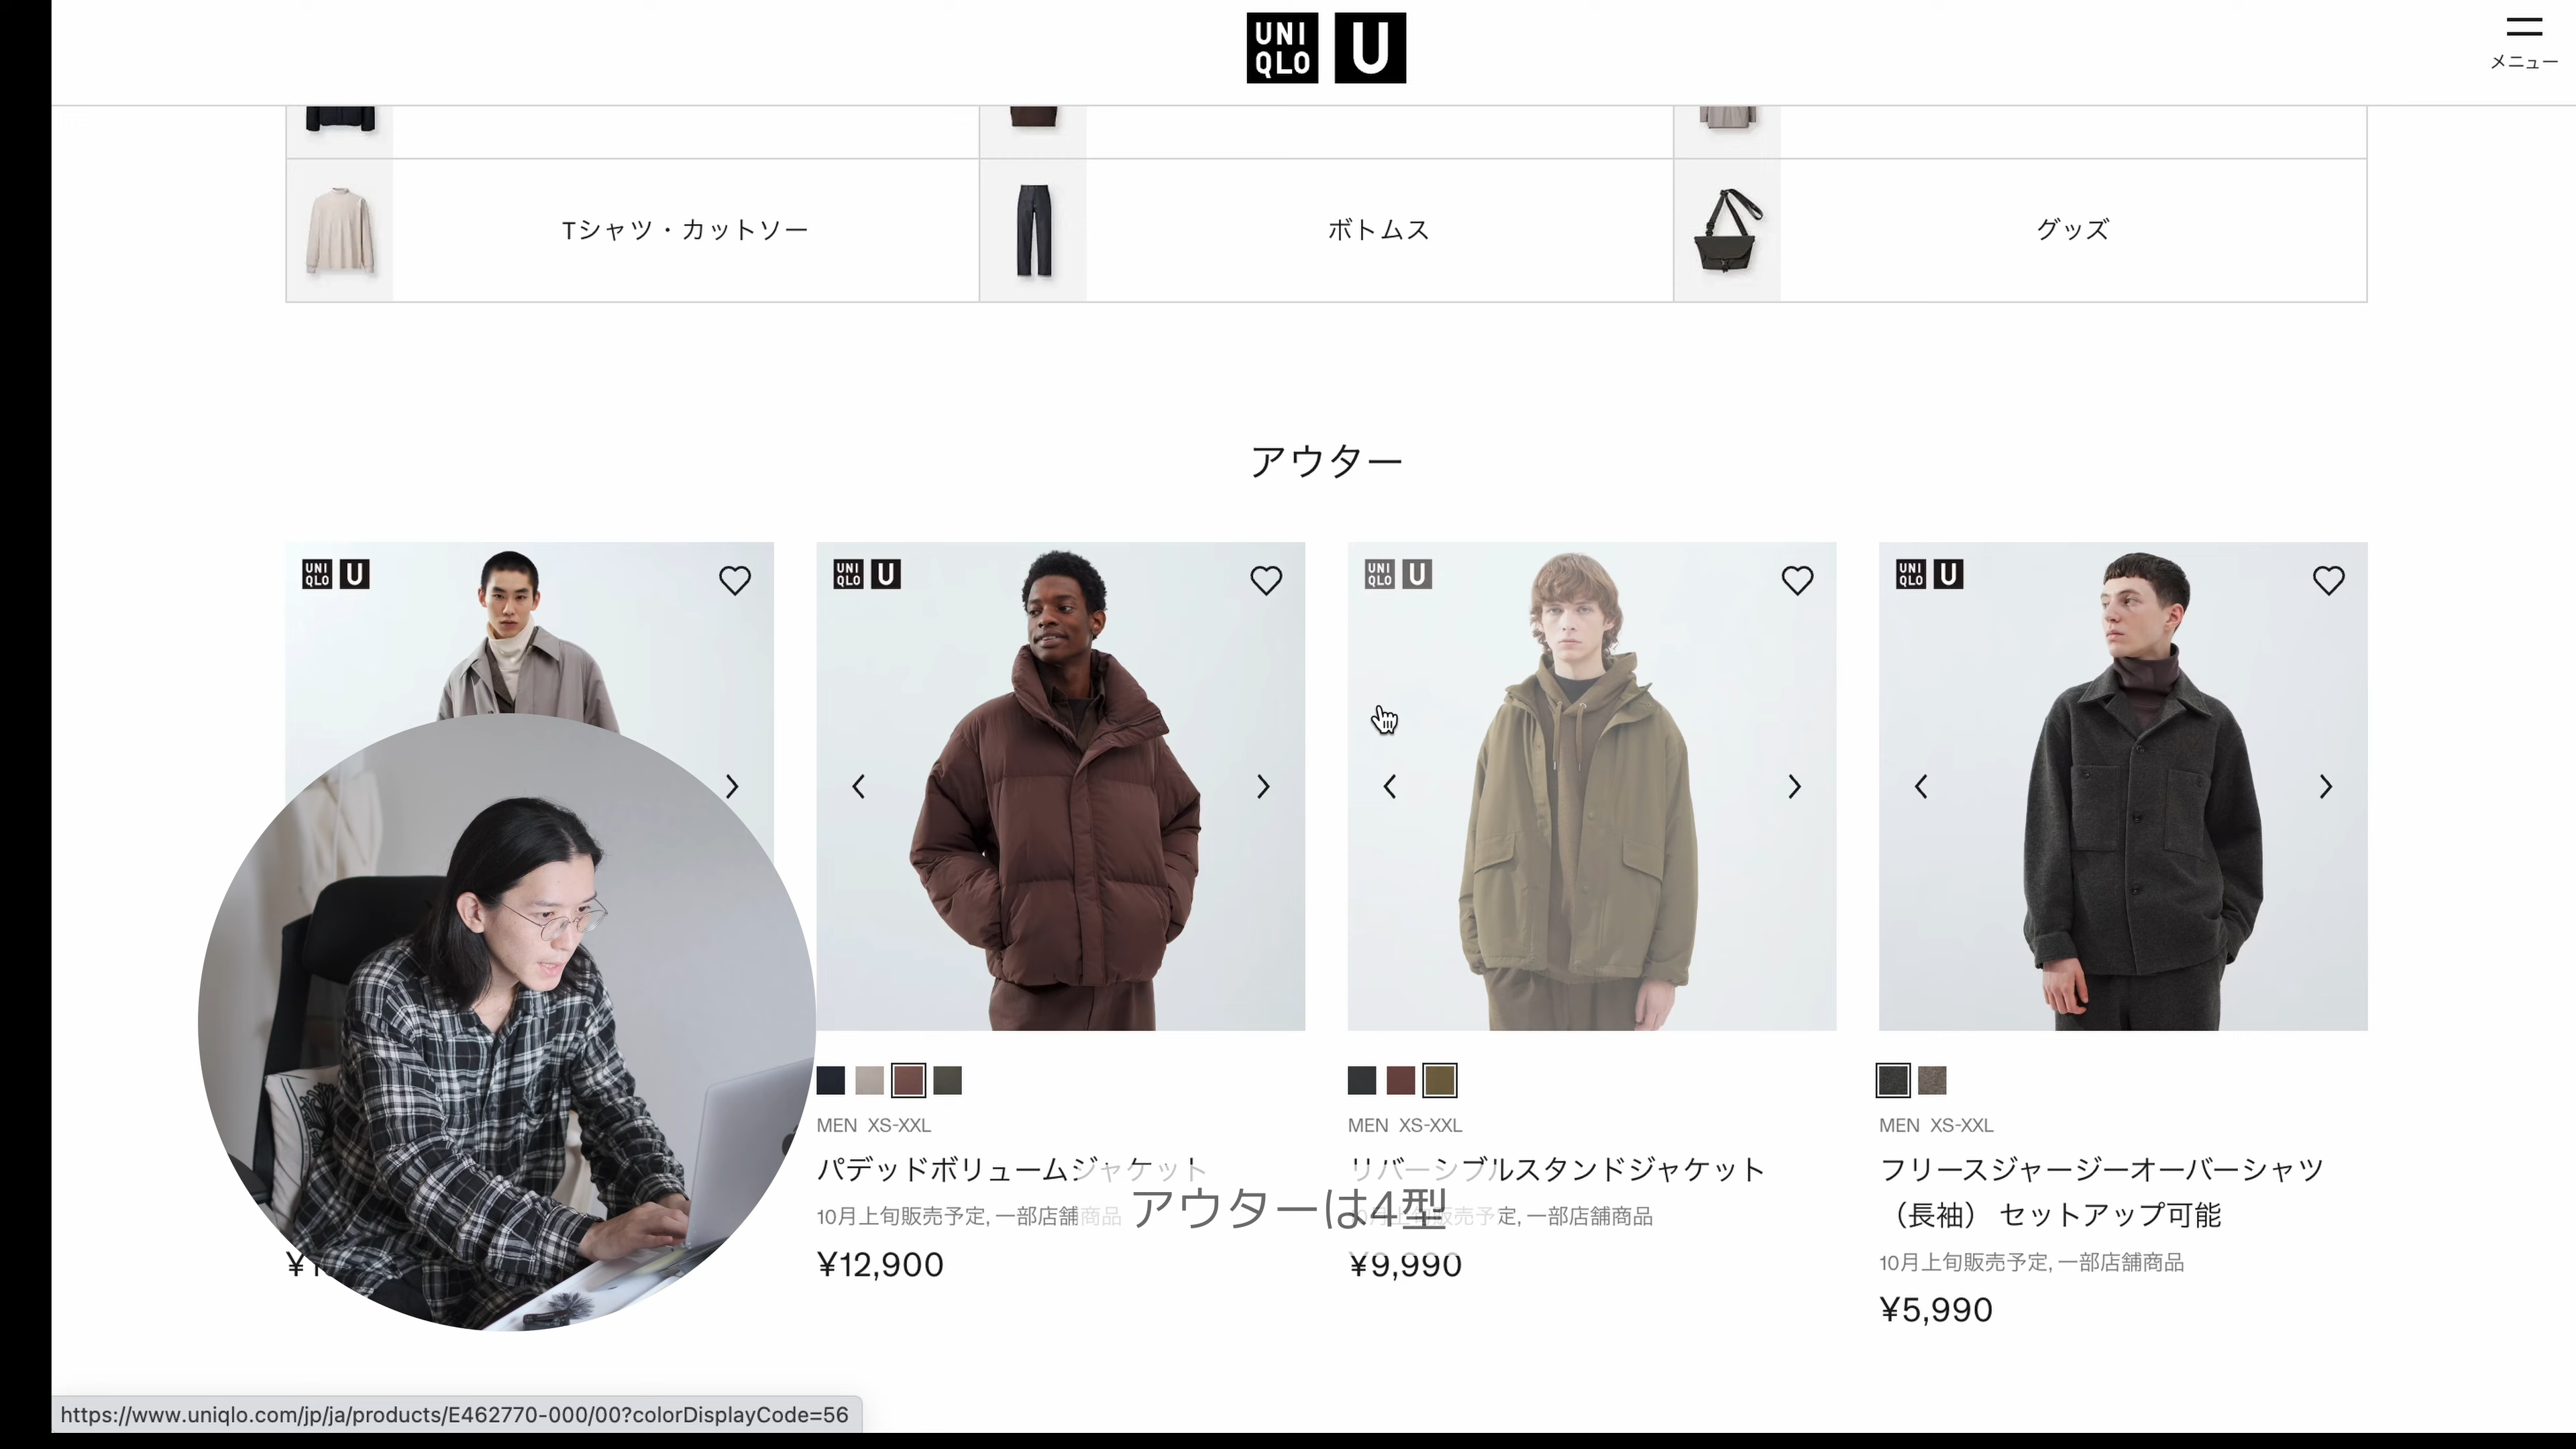 UNI
QLO
U
メニュー
Tシャツ・カットソー
ボトムス
グッズ
アウター
UNI
QLO
U
UNI
QLO
U
UNI
QLO
U
UNI
QLO
U
MEN XS-XXL
パデッドボリュームジャケット
10月上旬販売予定, 一部店舗商品
¥12,900
MEN XS-XXL
リバーシブルスタンドジャケット
10月上旬販売予定, 一部店舗商品
¥9,990
MEN XS-XXL
フリースジャージーオーバーシャツ
（長袖） セットアップ可能
10月上旬販売予定, 一部店舗商品
¥5,990
アウターは4型
https://www.uniqlo.com/jp/ja/products/E462770-000/00?colorDisplayCode=56